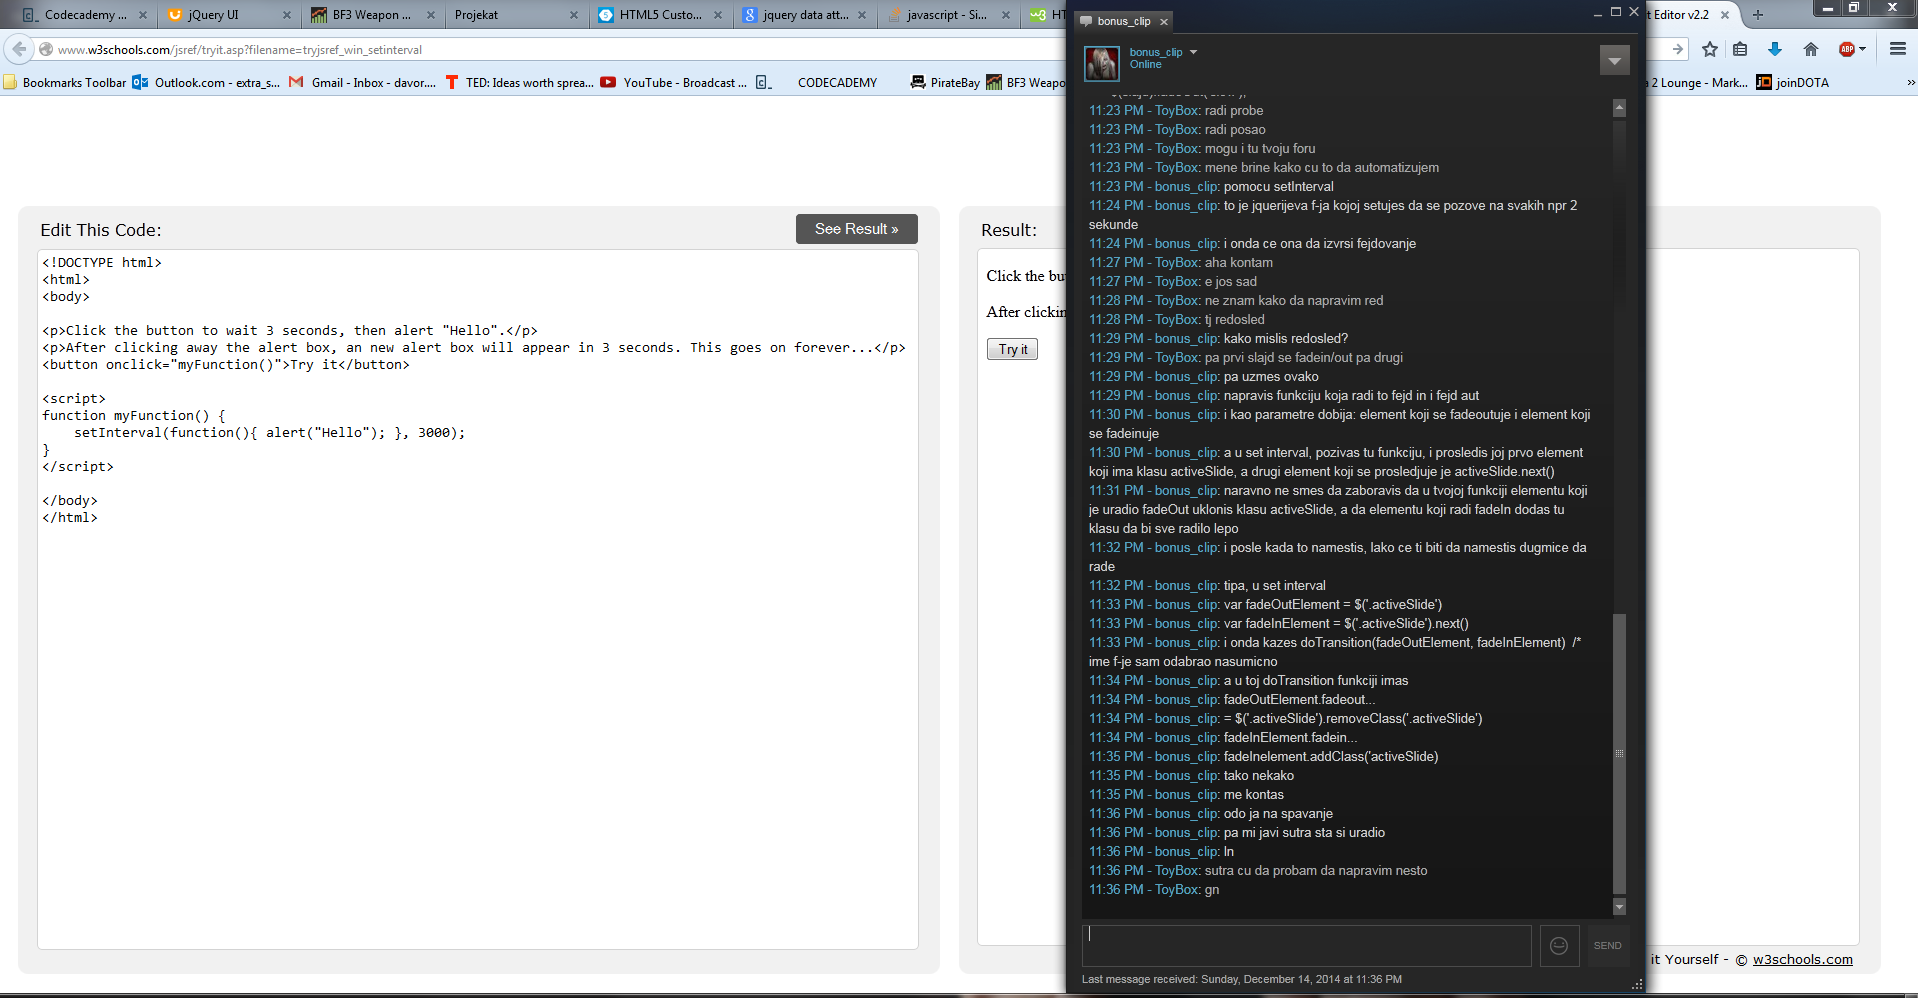 Codecademy ...
jQuery UI
BF3 Weapon ...
Projekat
HTML5 Custo...
jquery data att...
javascript - Si...
HT
t Editor v2.2
www.w3schools.com/jsref/tryit.asp?filename=tryjsref_win_setinterval
ABP
Bookmarks Toolbar
Outlook.com - extra_s...
Gmail - Inbox - davor....
TED: Ideas worth sprea...
YouTube - Broadcast ...
CODECADEMY
PirateBay
BF3 Weapo
a 2 Lounge - Mark...
joinDOTA
Edit This Code:
See Result »
<!DOCTYPE html>
<html>
<body>
<p>Click the button to wait 3 seconds, then alert "Hello".</p>
<p>After clicking away the alert box, an new alert box will appear in 3 seconds. This goes on forever...</p>
<button onclick="myFunction()">Try it</button>
<script>
function myFunction() {
setInterval(function(){ alert("Hello"); }, 3000);
}
</script>
</body>
</html>
Result:
Click the bu
After clickin
Try it
bonus_clip
bonus_clip
Online
11:23 PM - ToyBox: radi probe
11:23 PM - ToyBox: radi posao
11:23 PM - ToyBox: mogu i tu tvoju foru
11:23 PM - ToyBox: mene brine kako cu to da automatizujem
11:23 PM - bonus_clip: pomocu setInterval
11:24 PM - bonus_clip: to je jquerijeva f-ja kojoj setujes da se pozove na svakih npr 2
sekunde
11:24 PM - bonus_clip: i onda ce ona da izvrsi fejdovanje
11:27 PM - ToyBox: aha kontam
11:27 PM - ToyBox: e jos sad
11:28 PM - ToyBox: ne znam kako da napravim red
11:28 PM - ToyBox: tj redosled
11:29 PM - bonus_clip: kako mislis redosled?
11:29 PM - ToyBox: pa prvi slajd se fadein/out pa drugi
11:29 PM - bonus_clip: pa uzmes ovako
11:29 PM - bonus_clip: napravis funkciju koja radi to fejd in i fejd aut
11:30 PM - bonus_clip: i kao parametre dobija: element koji se fadeoutuje i element koji
se fadeinuje
11:30 PM - bonus_clip: a u set interval, pozivas tu funkciju, i prosledis joj prvo element
koji ima klasu activeSlide, a drugi element koji se prosledjuje je activeSlide.next()
11:31 PM - bonus_clip: naravno ne smes da zaboravis da u tvojoj funkciji elementu koji
je uradio fadeOut uklonis klasu activeSlide, a da elementu koji radi fadeIn dodas tu
klasu da bi sve radilo lepo
11:32 PM - bonus_clip: i posle kada to namestis, lako ce ti biti da namestis dugmice da
rade
11:32 PM - bonus_clip: tipa, u set interval
11:33 PM - bonus_clip: var fadeOutElement = $('.activeSlide')
11:33 PM - bonus_clip: var fadeInElement = $('.activeSlide').next()
11:33 PM - bonus_clip: i onda kazes doTransition(fadeOutElement, fadeInElement)  /*
ime f-je sam odabrao nasumicno
11:34 PM - bonus_clip: a u toj doTransition funkciji imas
11:34 PM - bonus_clip: fadeOutElement.fadeout...
11:34 PM - bonus_clip: = $('.activeSlide').removeClass('.activeSlide')
11:34 PM - bonus_clip: fadeInElement.fadein...
11:35 PM - bonus_clip: fadeInelement.addClass('activeSlide)
11:35 PM - bonus_clip: tako nekako
11:35 PM - bonus_clip: me kontas
11:36 PM - bonus_clip: odo ja na spavanje
11:36 PM - bonus_clip: pa mi javi sutra sta si uradio
11:36 PM - bonus_clip: ln
11:36 PM - ToyBox: sutra cu da probam da napravim nesto
11:36 PM - ToyBox: gn
SEND
Last message received: Sunday, December 14, 2014 at 11:36 PM
it Yourself - © w3schools.com